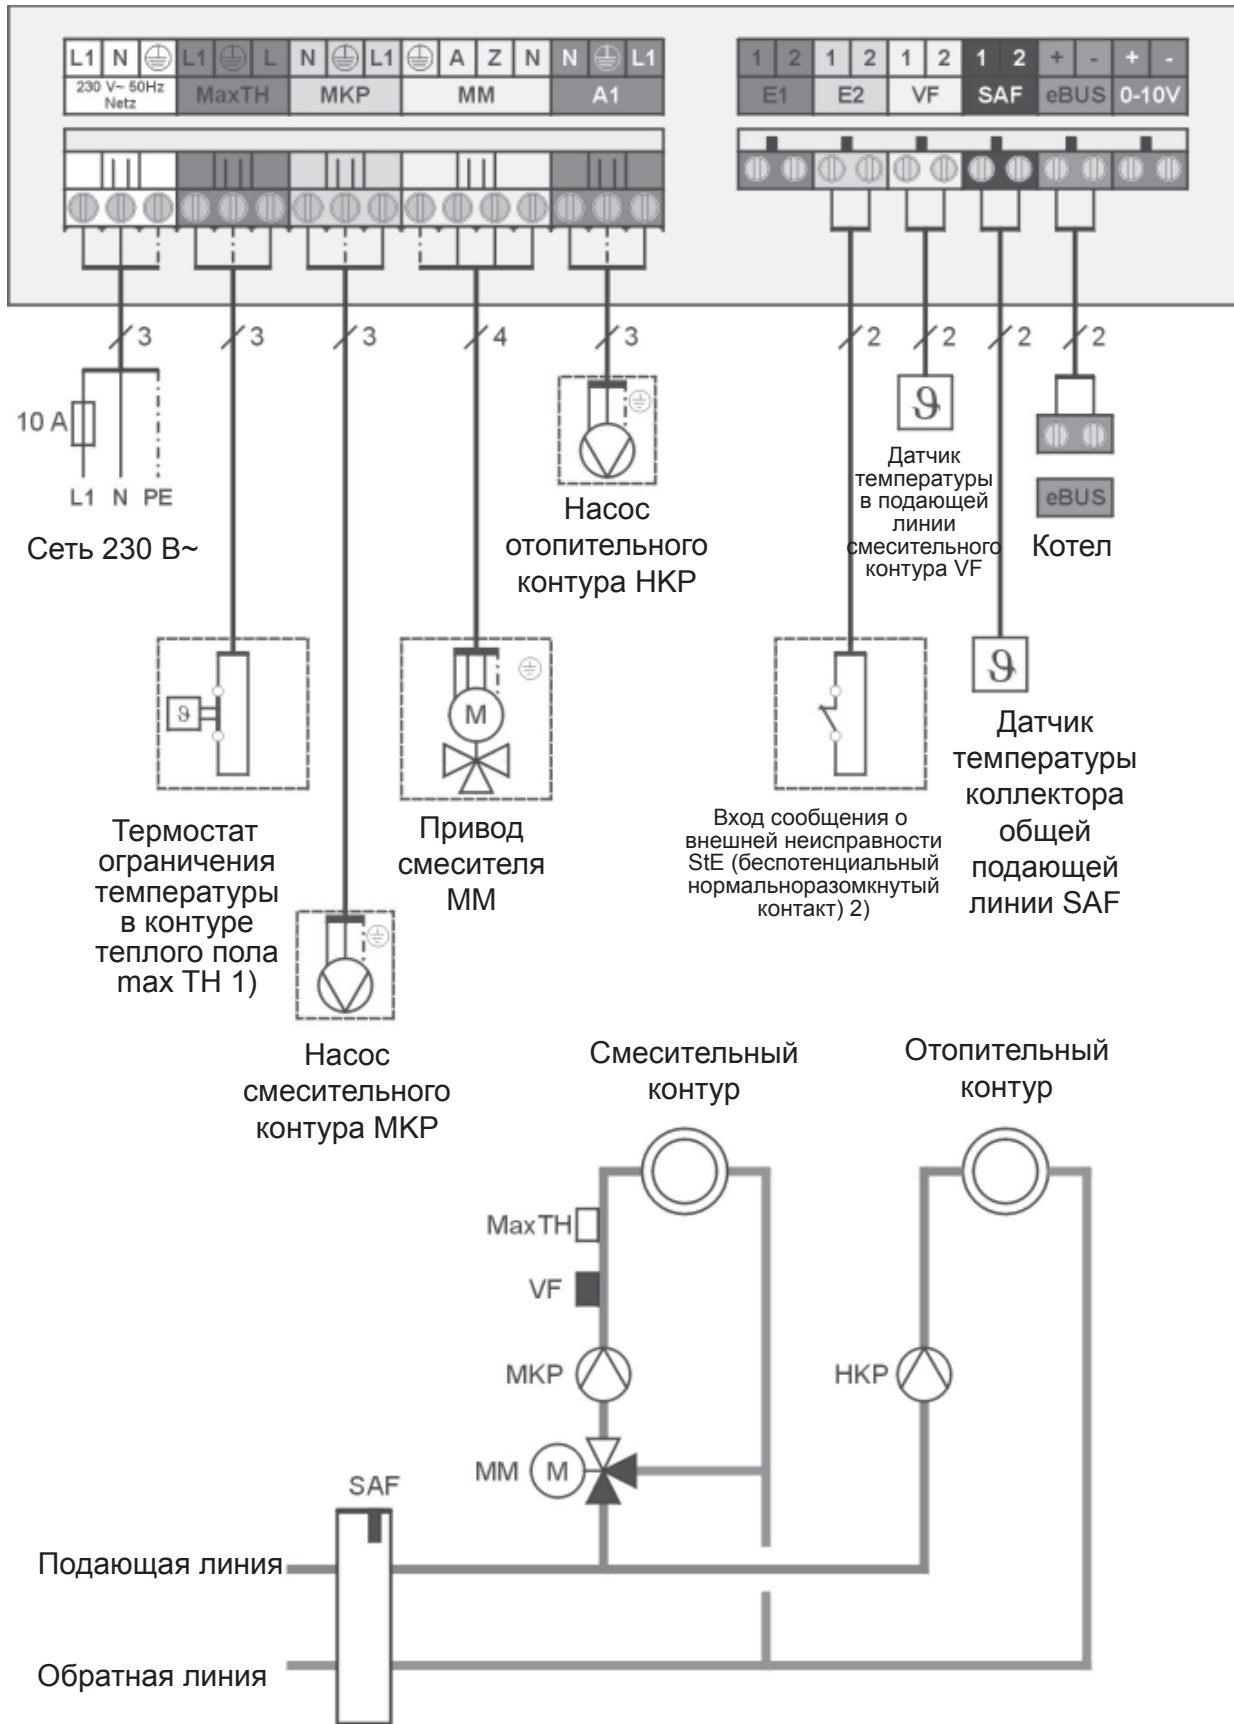 L1 N L1 L N L1 A Z N N L1
230 V~ 50Hz
Netz
MaxTH MKP MM A1
1 2 1 2 1 2 1 2 + - + -
E1 E2 VF SAF eBUS 0-10V
3 3 3 4 3 2 2 2 2
10 A
L1 N PE
Сеть 230 В~
Насос
отопительного
контура HKP
ϑ
Датчик
температуры
в подающей
линии
смесительного
контура VF
eBUS
Котел
ϑ
Термостат
ограничения
температуры
в контуре
теплого пола
max TH 1)
M
Привод
смесителя
ММ
Вход сообщения о
внешней неисправности
StE (беспотенциальный
нормальноразомкнутый
контакт) 2)
ϑ
Датчик
температуры
коллектора
общей
подающей
линии SAF
Насос
смесительного
контура МКР
Смесительный
контур
Отопительный
контур
MaxTH
VF
MKP
HKP
MM M
SAF
Подающая линия
Обратная линия